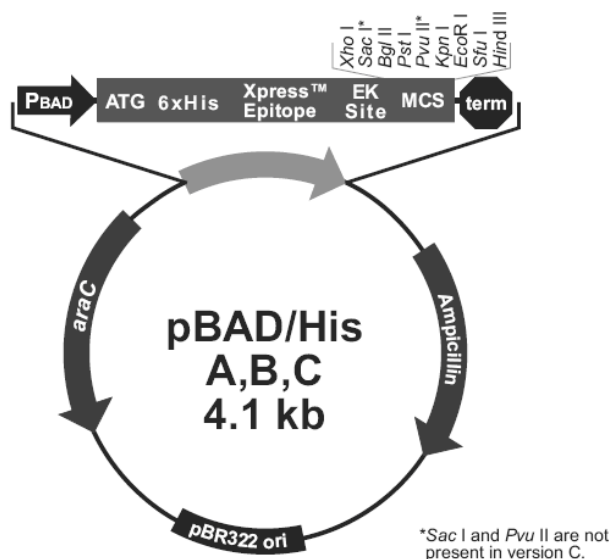 Xho I
Sac I*
Bgl II
Pst I
Pvu II*
Kpn I
EcoR I
Sfu I
Hind III
PBAD
ATG 6xHis Xpress™ Epitope EK Site MCS
term
araC
Ampicillin
pBAD/His
A,B,C
4.1 kb
pBR322 ori
*Sac I and Pvu II are not
present in version C.